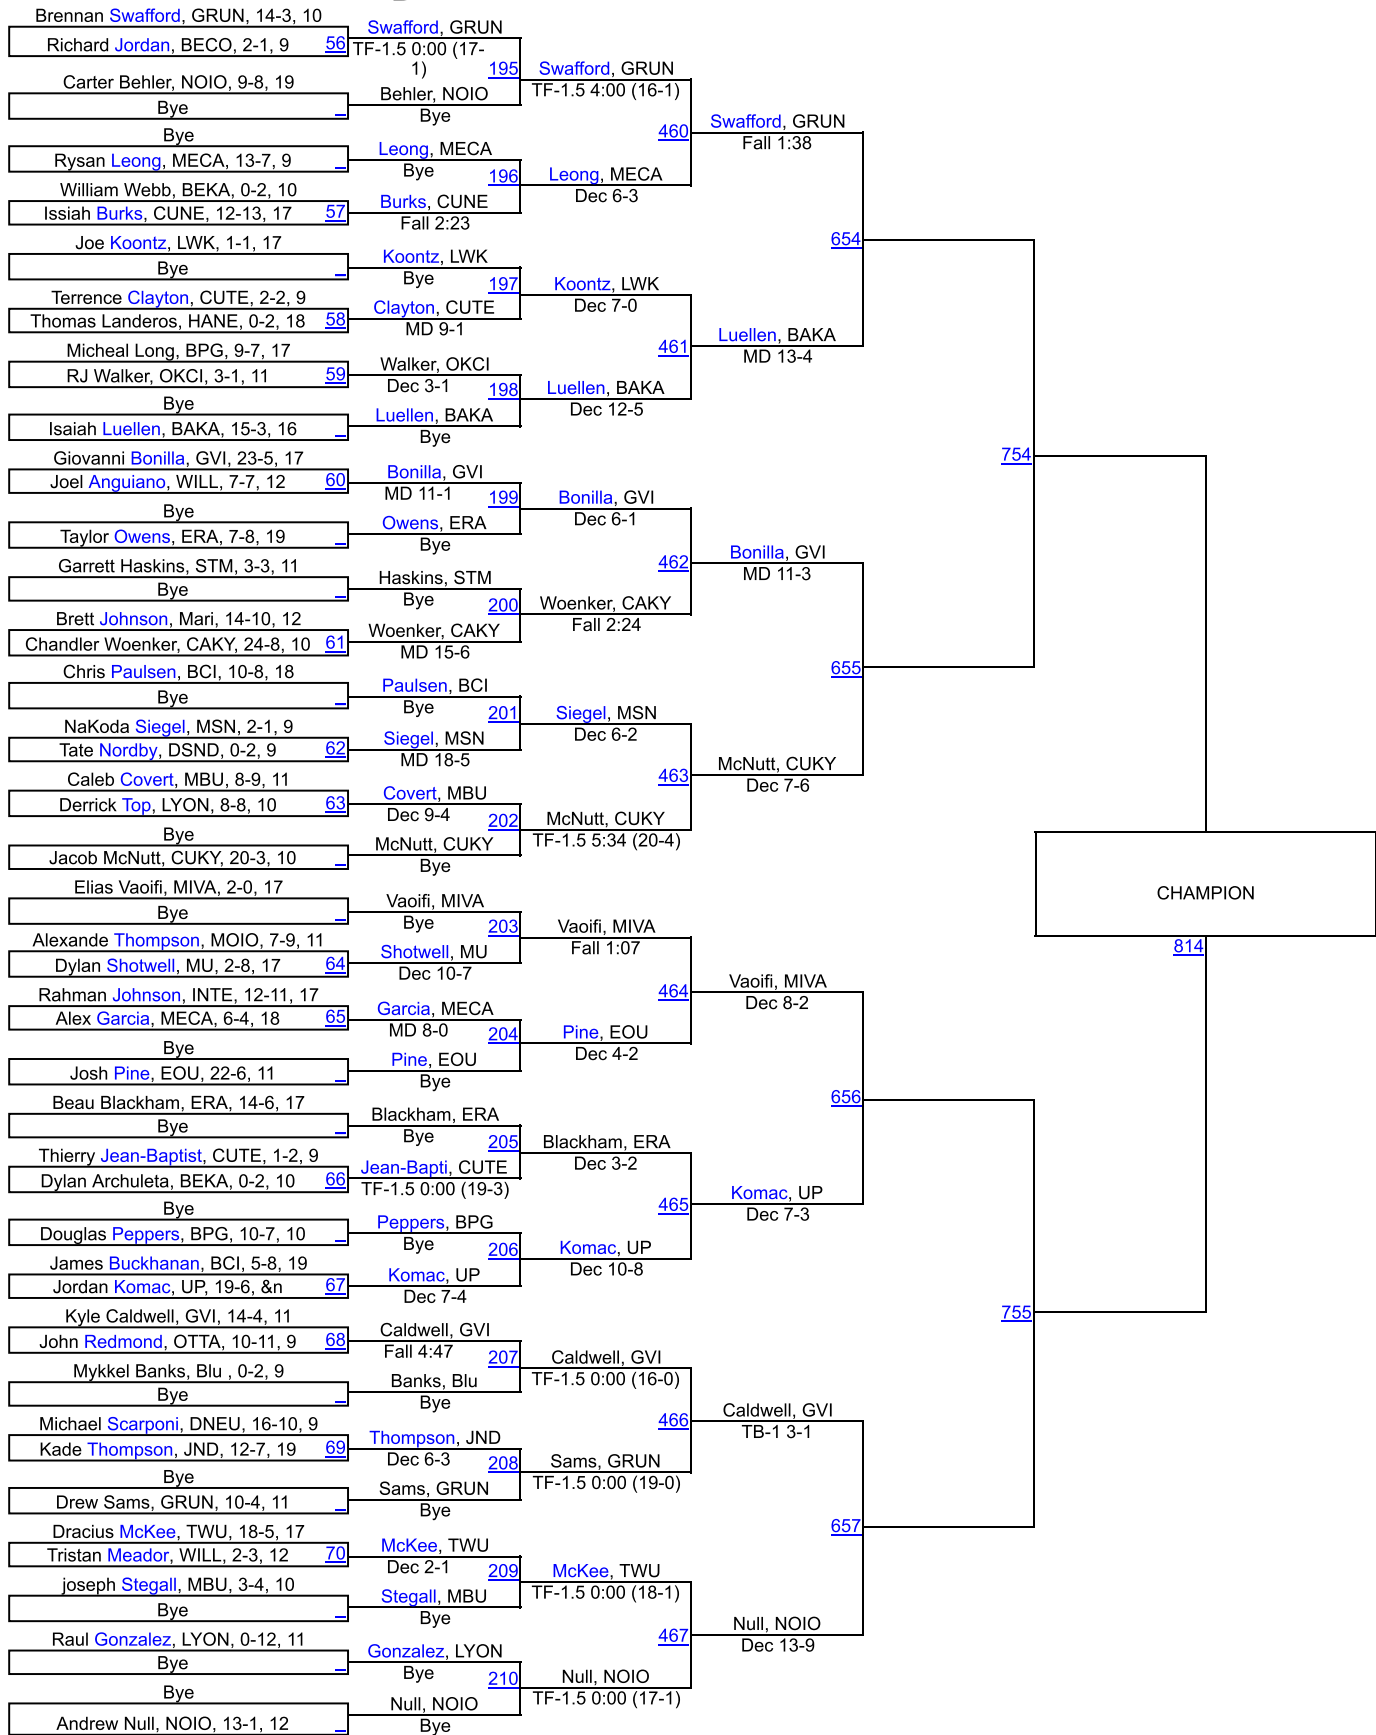 Brennan Swafford, GRUN, 14-3, 10
Richard Jordan, BECO, 2-1, 9 56
Carter Behler, NOIO, 9-8, 19
Bye _
Bye
Rysan Leong, MECA, 13-7, 9 _
William Webb, BEKA, 0-2, 10
Issiah Burks, CUNE, 12-13, 17 57
Joe Koontz, LWK, 1-1, 17
Bye _
Terrence Clayton, CUTE, 2-2, 9
Thomas Landeros, HANE, 0-2, 18 58
Micheal Long, BPG, 9-7, 17
RJ Walker, OKCI, 3-1, 11 59
Bye
Isaiah Luellen, BAKA, 15-3, 16 _
Giovanni Bonilla, GVI, 23-5, 17
Joel Anguiano, WILL, 7-7, 12 60
Bye
Taylor Owens, ERA, 7-8, 19 _
Garrett Haskins, STM, 3-3, 11
Bye _
Brett Johnson, Mari, 14-10, 12
Chandler Woenker, CAKY, 24-8, 10 61
Chris Paulsen, BCI, 10-8, 18
Bye _
NaKoda Siegel, MSN, 2-1, 9
Tate Nordby, DSND, 0-2, 9 62
Caleb Covert, MBU, 8-9, 11
Derrick Top, LYON, 8-8, 10 63
Bye
Jacob McNutt, CUKY, 20-3, 10 _
Elias Vaoifi, MIVA, 2-0, 17
Bye _
Alexande Thompson, MOIO, 7-9, 11
Dylan Shotwell, MU, 2-8, 17 64
Rahman Johnson, INTE, 12-11, 17
Alex Garcia, MECA, 6-4, 18 65
Bye
Josh Pine, EOU, 22-6, 11 _
Beau Blackham, ERA, 14-6, 17
Bye _
Thierry Jean-Baptist, CUTE, 1-2, 9
Dylan Archuleta, BEKA, 0-2, 10 66
Bye
Douglas Peppers, BPG, 10-7, 10 _
James Buckhanan, BCI, 5-8, 19
Jordan Komac, UP, 19-6, &n 67
Kyle Caldwell, GVI, 14-4, 11
John Redmond, OTTA, 10-11, 9 68
Mykkel Banks, Blu , 0-2, 9
Bye _
Michael Scarponi, DNEU, 16-10, 9
Kade Thompson, JND, 12-7, 19 69
Bye
Drew Sams, GRUN, 10-4, 11 _
Dracius McKee, TWU, 18-5, 17
Tristan Meador, WILL, 2-3, 12 70
joseph Stegall, MBU, 3-4, 10
Bye _
Raul Gonzalez, LYON, 0-12, 11
Bye _
Bye
Andrew Null, NOIO, 13-1, 12 _
Swafford, GRUN
TF-1.5 0:00 (17-
1)
195
Behler, NOIO
Bye
Leong, MECA
Bye
196
Burks, CUNE
Fall 2:23
Koontz, LWK
Bye
197
Clayton, CUTE
MD 9-1
Walker, OKCI
Dec 3-1
198
Luellen, BAKA
Bye
Bonilla, GVI
MD 11-1
199
Owens, ERA
Bye
Haskins, STM
Bye
200
Woenker, CAKY
MD 15-6
Paulsen, BCI
Bye
201
Siegel, MSN
MD 18-5
Covert, MBU
Dec 9-4
202
McNutt, CUKY
Bye
Vaoifi, MIVA
Bye
203
Shotwell, MU
Dec 10-7
Garcia, MECA
MD 8-0
204
Pine, EOU
Bye
Blackham, ERA
Bye
205
Jean-Bapti, CUTE
TF-1.5 0:00 (19-3)
Peppers, BPG
Bye
206
Komac, UP
Dec 7-4
Caldwell, GVI
Fall 4:47
207
Banks, Blu
Bye
Thompson, JND
Dec 6-3
208
Sams, GRUN
Bye
McKee, TWU
Dec 2-1
209
Stegall, MBU
Bye
Gonzalez, LYON
Bye
210
Null, NOIO
Bye
Swafford, GRUN
TF-1.5 4:00 (16-1)
460
Leong, MECA
Dec 6-3
Koontz, LWK
Dec 7-0
461
Luellen, BAKA
Dec 12-5
Bonilla, GVI
Dec 6-1
462
Woenker, CAKY
Fall 2:24
Siegel, MSN
Dec 6-2
463
McNutt, CUKY
TF-1.5 5:34 (20-4)
Vaoifi, MIVA
Fall 1:07
464
Pine, EOU
Dec 4-2
Blackham, ERA
Dec 3-2
465
Komac, UP
Dec 10-8
Caldwell, GVI
TF-1.5 0:00 (16-0)
466
Sams, GRUN
TF-1.5 0:00 (19-0)
McKee, TWU
TF-1.5 0:00 (18-1)
467
Null, NOIO
TF-1.5 0:00 (17-1)
Swafford, GRUN
Fall 1:38
654
Luellen, BAKA
MD 13-4
Bonilla, GVI
MD 11-3
655
McNutt, CUKY
Dec 7-6
Vaoifi, MIVA
Dec 8-2
656
Komac, UP
Dec 7-3
Caldwell, GVI
TB-1 3-1
657
Null, NOIO
Dec 13-9
754
755
CHAMPION
814